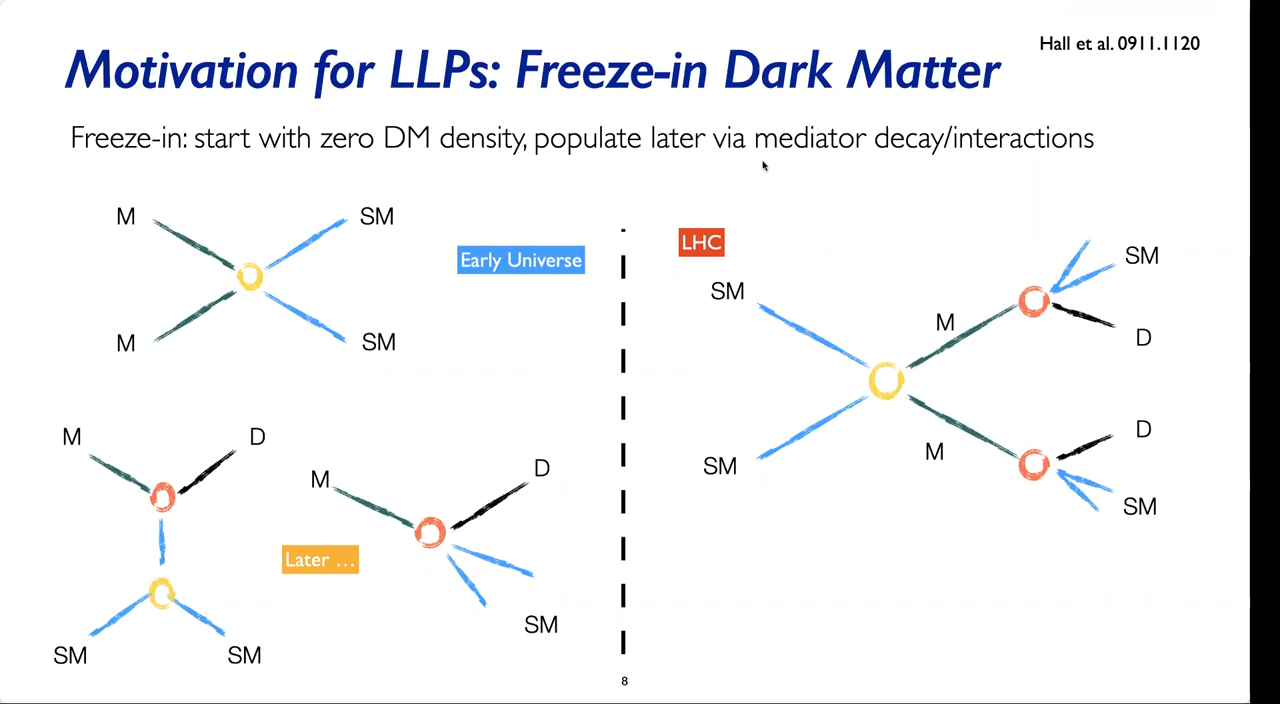 Hall et al. 0911.1120
Motivation for LLPs: Freeze-in Dark Matter
Freeze-in: start with zero DM density, populate later via mediator decay/interactions
M
SM
Early Universe
M
SM
M
D
M
D
Later ...
SM
SM
SM
LHC
SM
SM
M
D
SM
M
D
SM
8